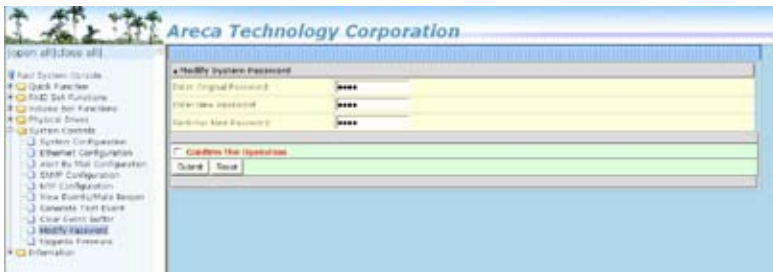 Areca Technology Corporation
|open all|close all|
Raid System Console
Quick Function
RAID Set Functions
Volume Set Functions
Physical Drives
System Controls
System Configuration
Ethernet Configuration
Alert By Mail Configuration
SNMP Configuration
NTP Configuration
View Events/Mute Beeper
Generate Test Event
Clear Event Buffer
Modify Password
Upgrade Firmware
Information
Modify System Password
Enter Original Password
Enter New Password
Re-Enter New Password
Confirm The Operation
Submit Reset